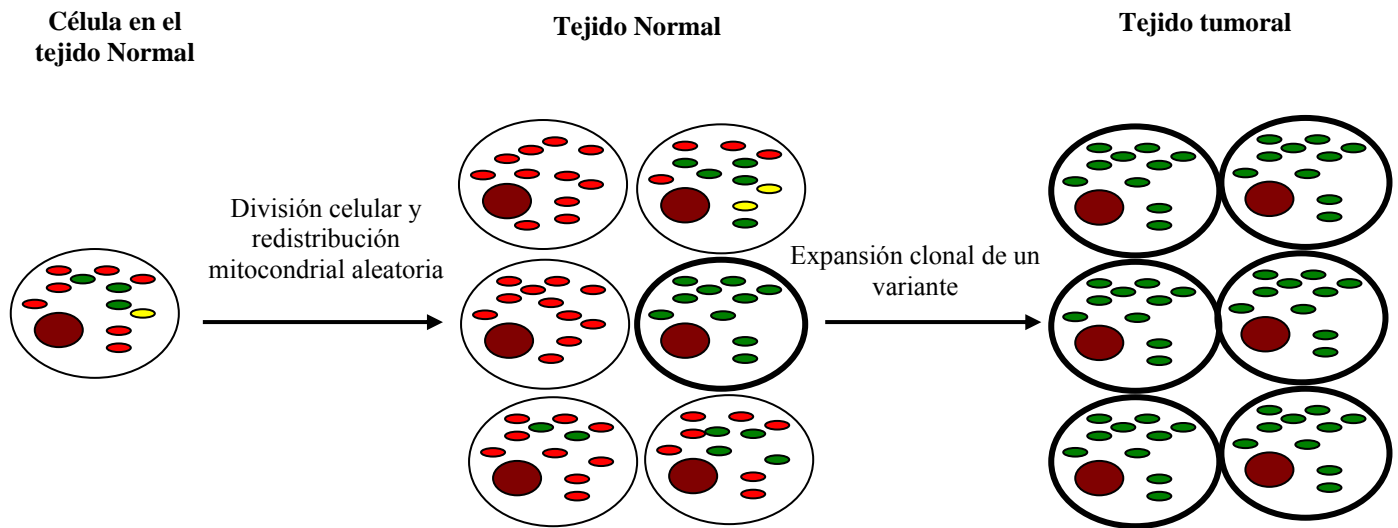 Célula en el
tejido Normal
Tejido Normal
Tejido tumoral
División celular y
redistribución
mitocondrial aleatoria
Expansión clonal de un
variante